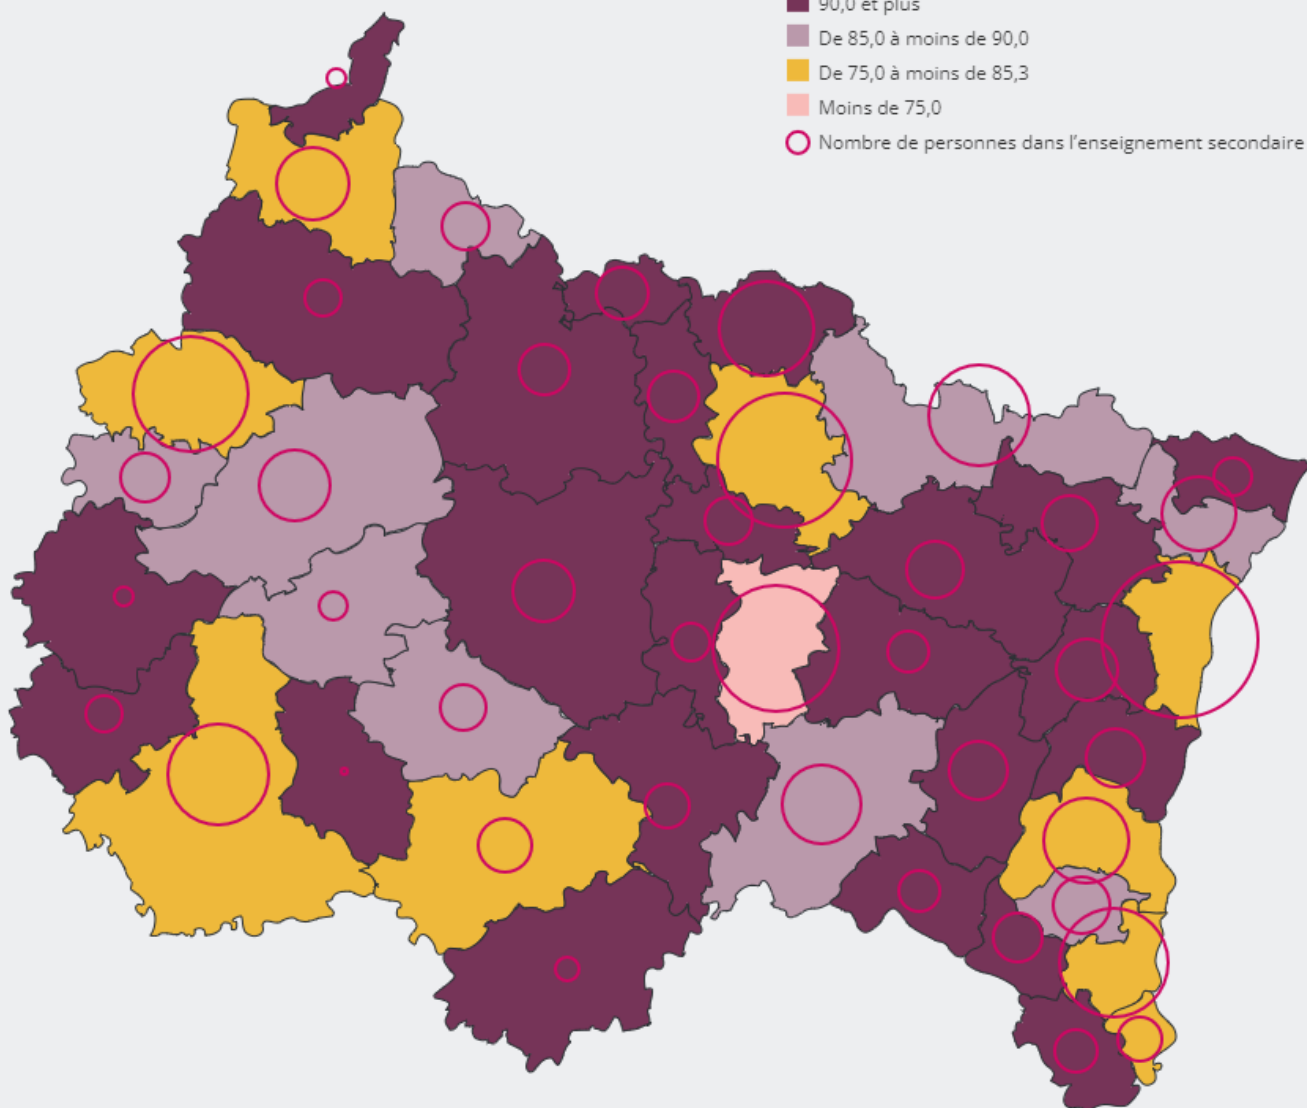 90,0 et plus
De 85,0 à moins de 90,0
De 75,0 à moins de 85,3
Moins de 75,0
Nombre de personnes dans l’enseignement secondaire